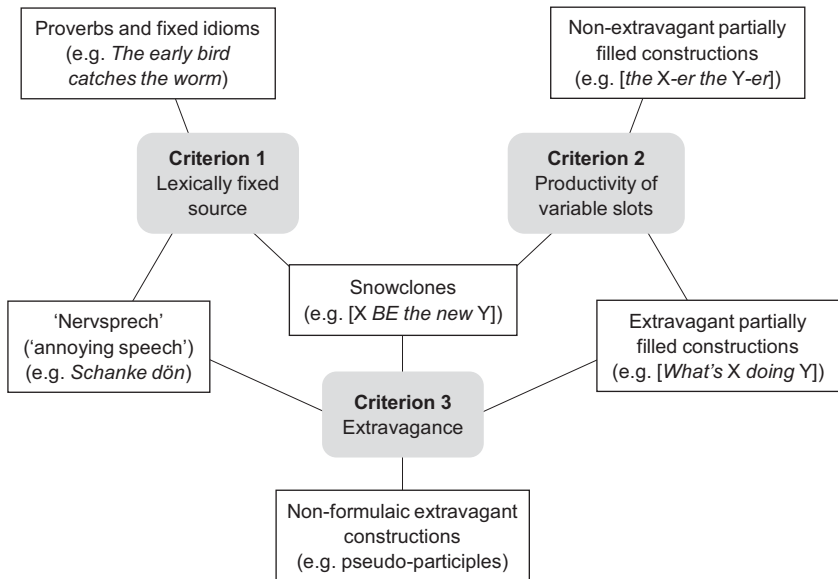 Proverbs and fixed idioms
(e.g. The early bird
catches the worm)
Non-extravagant partially
filled constructions
(e.g. [the X-er the Y-er])
Criterion 1
Lexically fixed
source
Criterion 2
Productivity of
variable slots
Snowclones
(e.g. [X BE the new Y])
‘Nervsprech’
(‘annoying speech’)
(e.g. Schanke dön)
Extravagant partially
filled constructions
(e.g. [What’s X doing Y])
Criterion 3
Extravagance
Non-formulaic extravagant
constructions
(e.g. pseudo-participles)